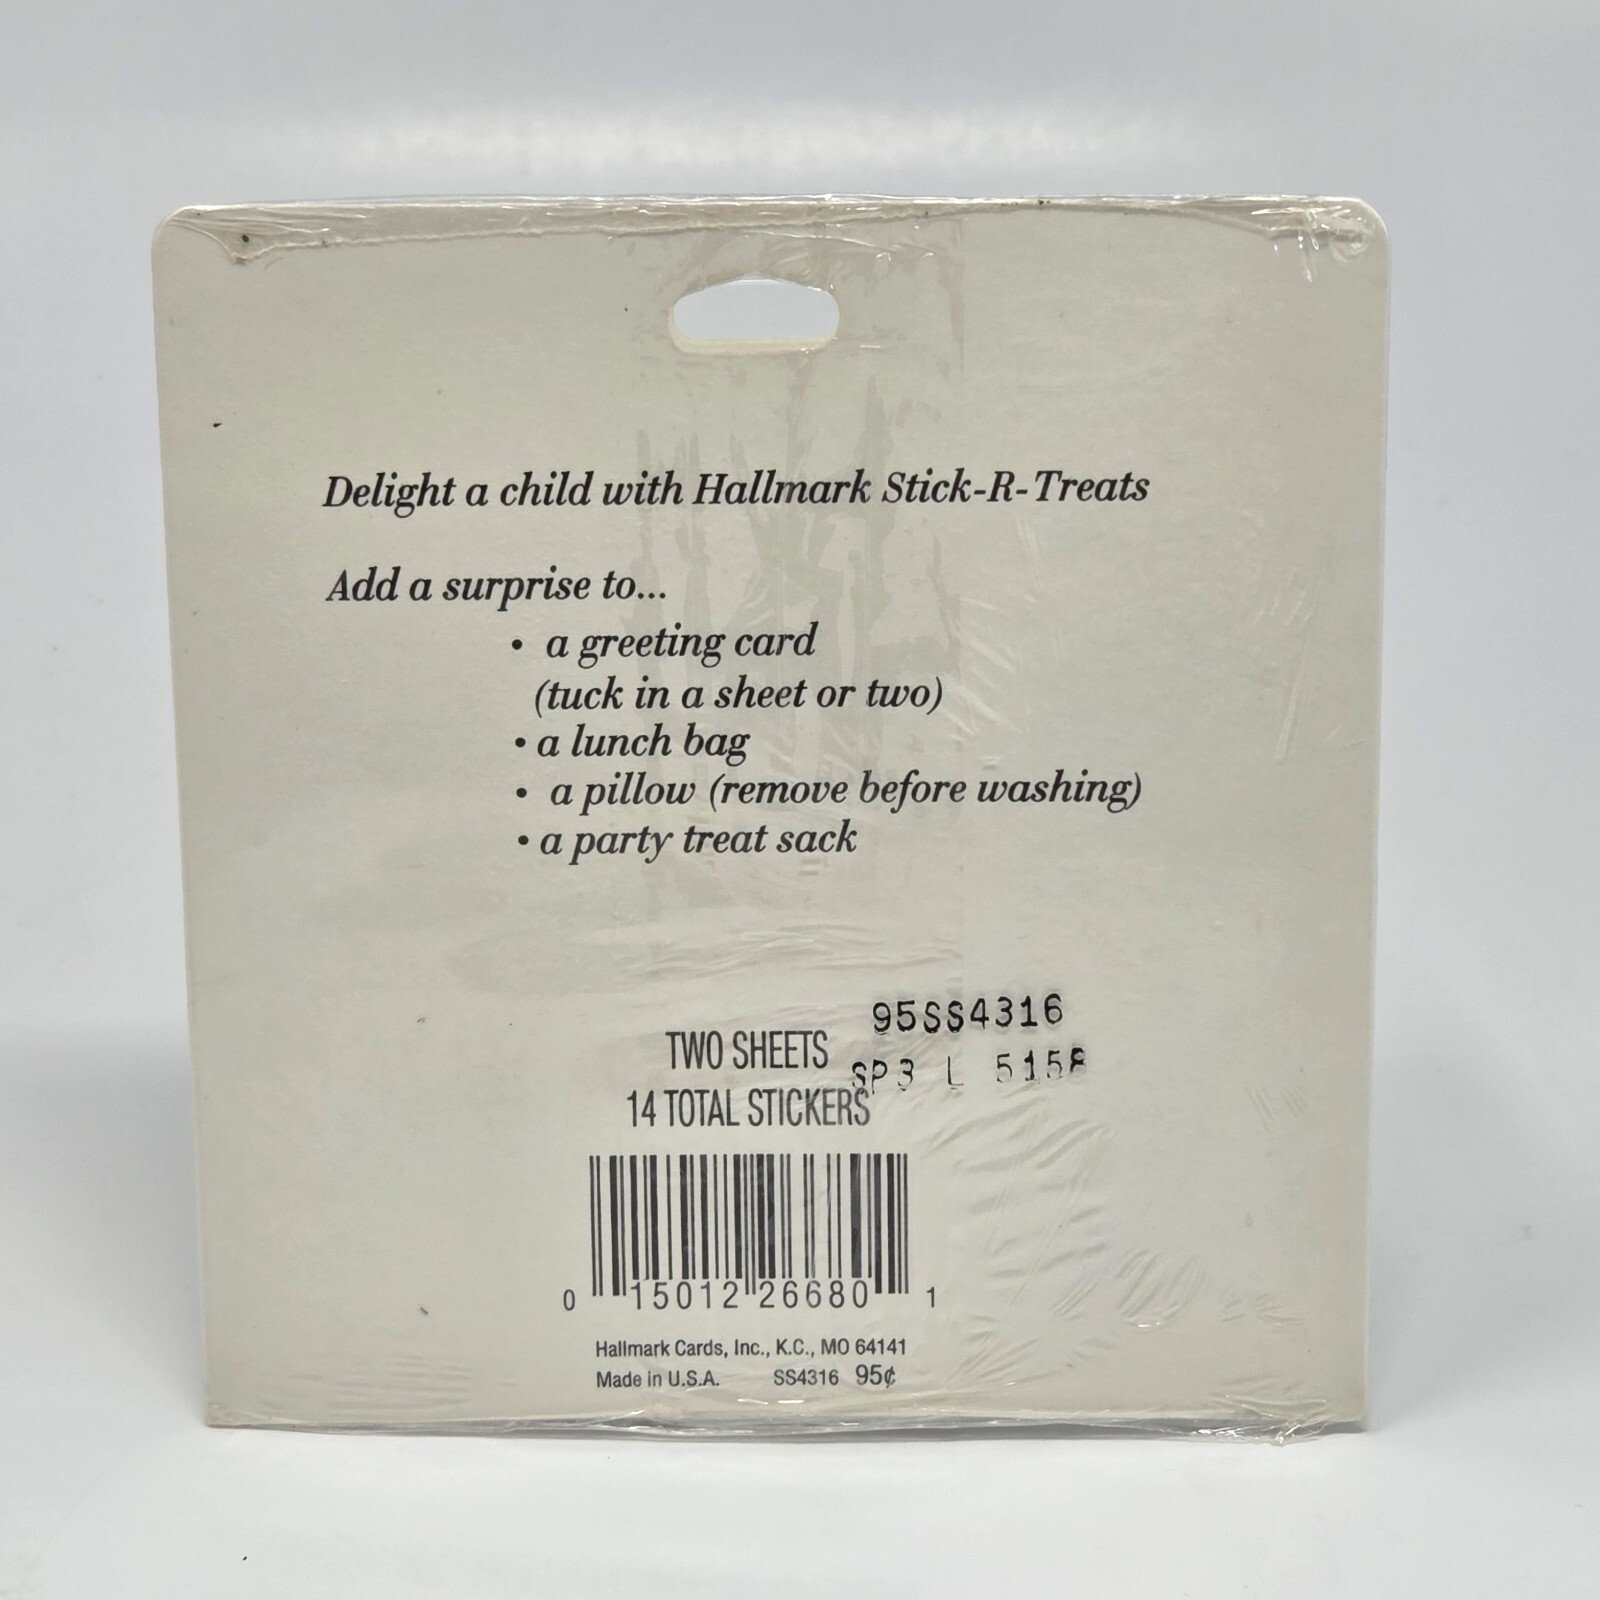 Delight a child with Hallmark Stick-R-Treats
Add a surprise to...
• a greeting card
(tuck in a sheet or two)
• a lunch bag
• a pillow (remove before washing)
• a party treat sack
95SS4316
TWO SHEETS
SP3 L 5158
14 TOTAL STICKERS
0 15012 26680 1
Hallmark Cards, Inc., K.C., MO 64141
Made in U.S.A. SS4316 95¢